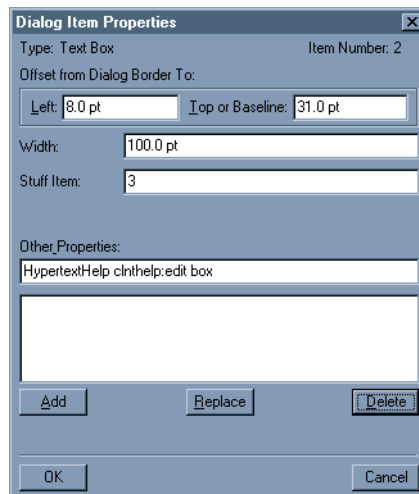 Dialog Item Properties
Type: Text Box Item Number: 2
Offset from Dialog Border To:
Left: 8.0 pt Top or Baseline: 31.0 pt
Width: 100.0 pt
Stuff Item: 3
Other_Properties:
HypertextHelp clnthelp:edit box
Add Replace Delete
OK Cancel